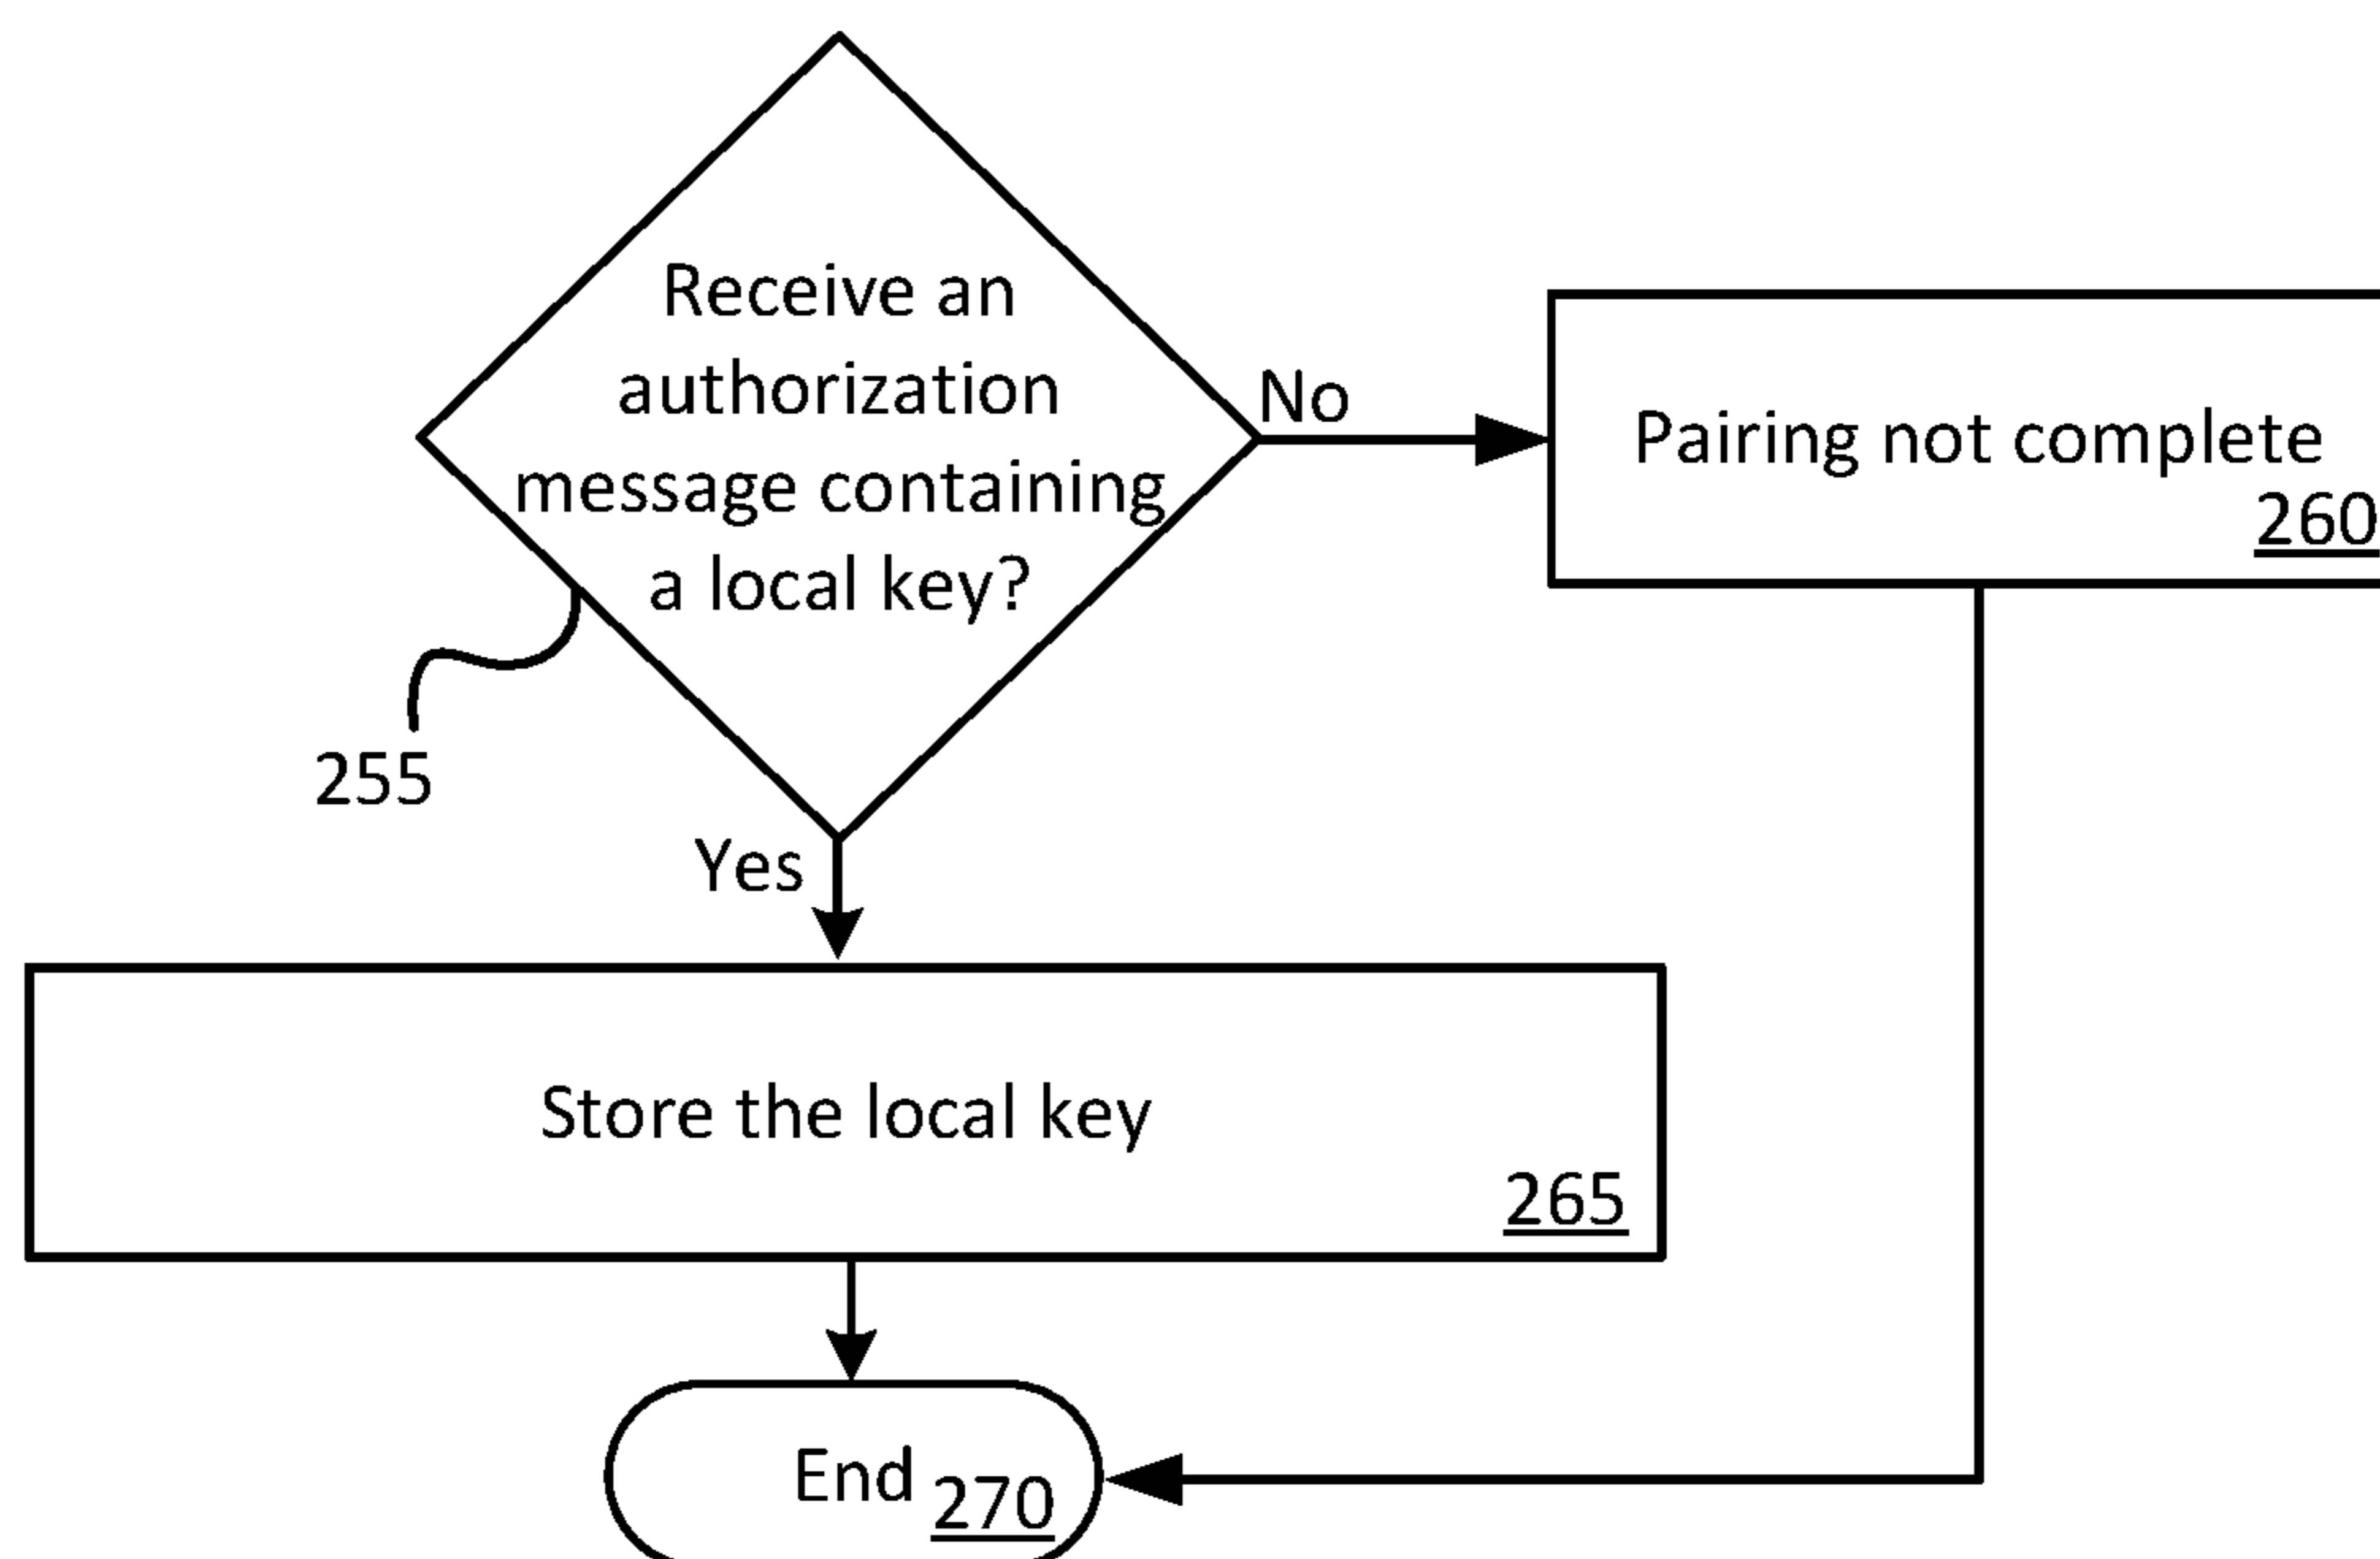 Receive an
authorization
message containing
a local key?
No
Pairing not complete
260
255
Yes
Store the local key
265
End 270